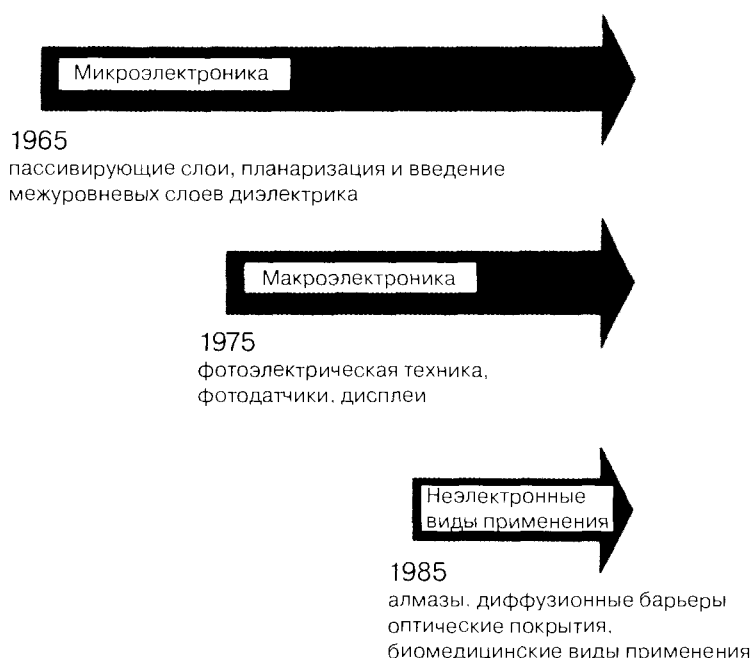 Микроэлектроника
1965
пассивирующие слои, планаризация и введение
межуровневых слоев диэлектрика
Макроэлектроника
1975
фотоэлектрическая техника,
фотодатчики. дисплеи
Неэлектронные
виды применения
1985
алмазы. диффузионные барьеры
оптические покрытия.
биомедицинские виды применения